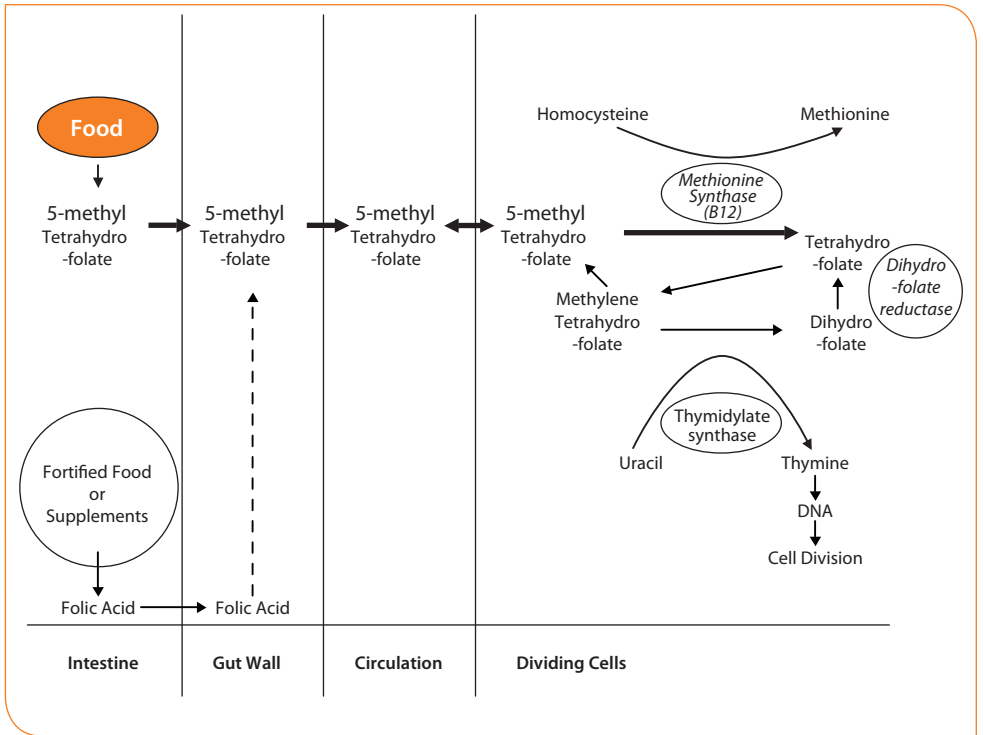 Food
5-methyl
Tetrahydro
-folate
5-methyl
Tetrahydro
-folate
5-methyl
Tetrahydro
-folate
5-methyl
Tetrahydro
-folate
Homocysteine
Methionine
Methionine
Synthase
(B12)
Tetrahydro
-folate
Dihydro
-folate
reductase
Methylene
Tetrahydro
-folate
Dihydro
-folate
Thymidylate
synthase
Uracil
Thymine
DNA
Cell Division
Fortified Food
or
Supplements
Folic Acid
Folic Acid
Intestine
Gut Wall
Circulation
Dividing Cells